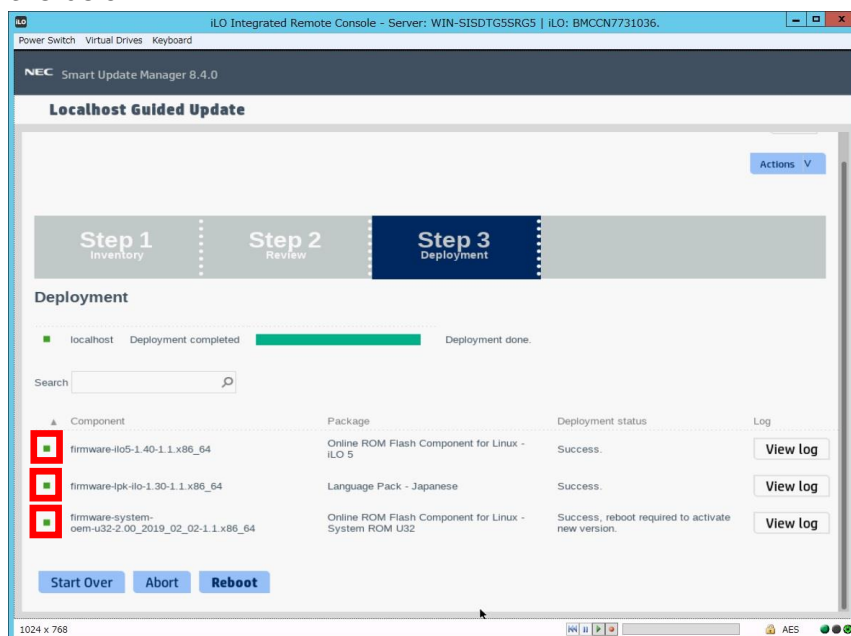 iLO Integrated Remote Console - Server: WIN-SISDTG5SRG5 | iLO: BMCCN7731036.
Power Switch Virtual Drives Keyboard
NEC Smart Update Manager 8.4.0
Localhost Guided Update
Actions
Step 1
Inventory
Step 2
Review
Step 3
Deployment
Deployment
localhost Deployment completed Deployment done.
Search
Component Package Deployment status Log
firmware-ilo5-1.40-1.1.x86_64
Online ROM Flash Component for Linux -
iLO 5
Success.
View log
firmware-lpk-ilo-1.30-1.1.x86_64
Language Pack - Japanese
Success.
View log
firmware-system-
oem-u32-2.00_2019_02_02-1.1.x86_64
Online ROM Flash Component for Linux -
System ROM U32
Success, reboot required to activate
new version.
View log
Start Over Abort Reboot
1024 x 768 AES